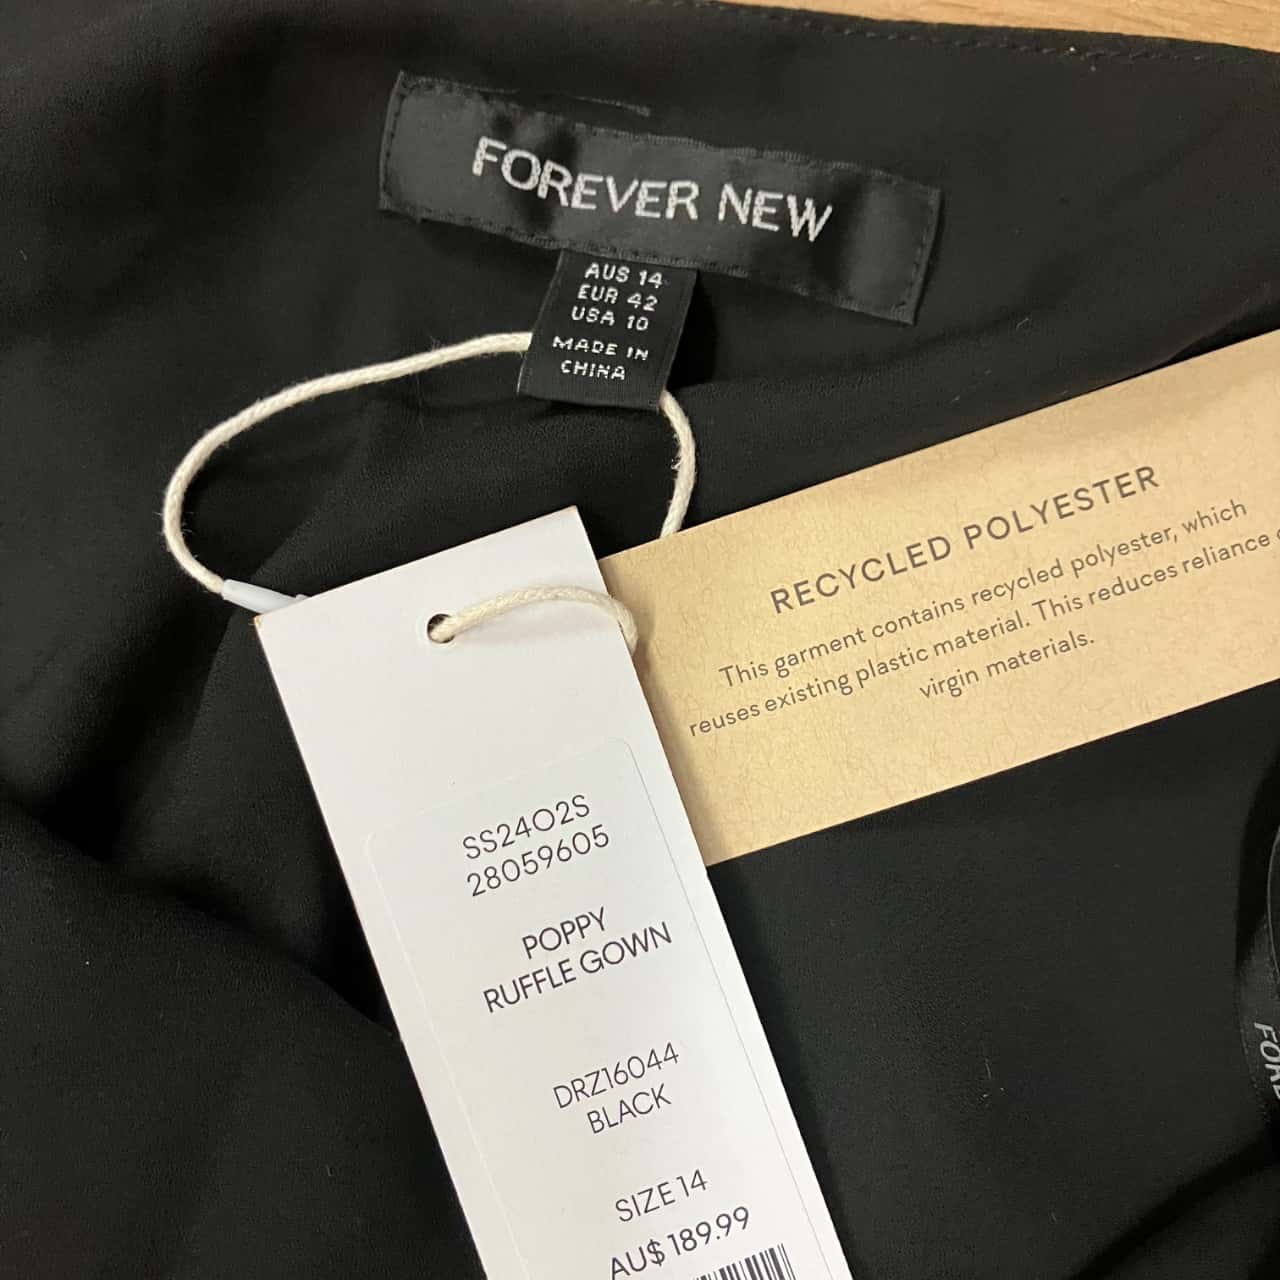 FOREVER NEW
AUS 14
EUR 42
USA 10
MADE IN
CHINA
RECYCLED POLYESTER
This garment contains recycled polyester, which
reuses existing plastic material. This reduces reliance
virgin materials.
SS24O2S
28059605
POPPY
RUFFLE GOWN
DRZ16044
BLACK
SIZE 14
AU$ 189.99